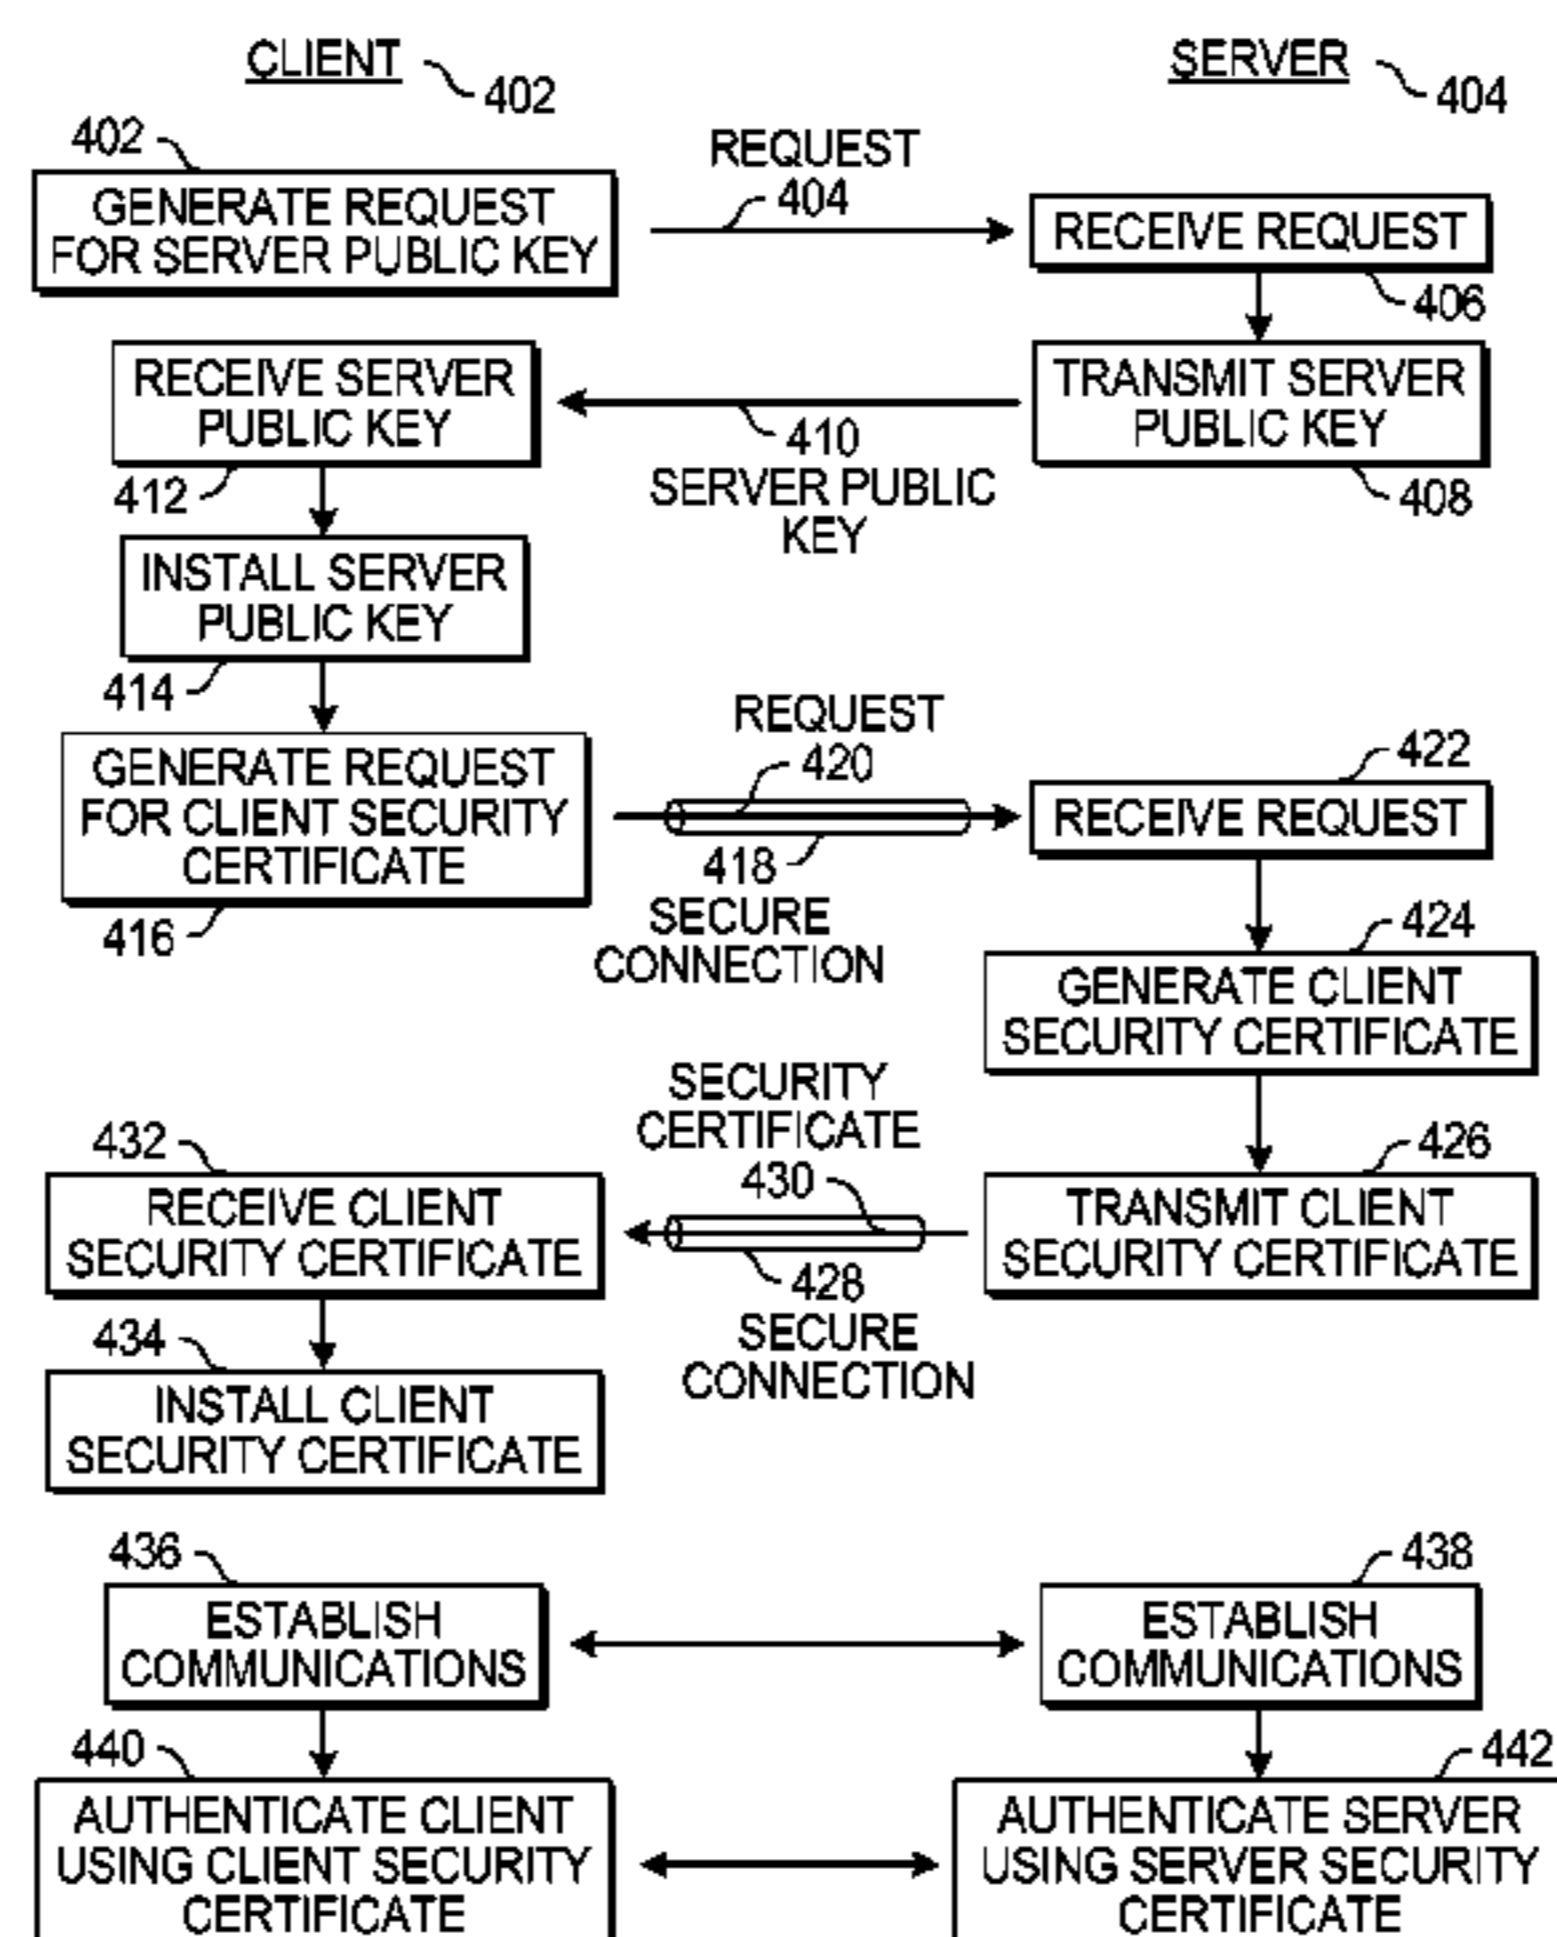 CLIENT 402
SERVER 404
402
GENERATE REQUEST
FOR SERVER PUBLIC KEY
REQUEST
404
RECEIVE REQUEST
406
RECEIVE SERVER
PUBLIC KEY
412
410
SERVER PUBLIC
KEY
TRANSMIT SERVER
PUBLIC KEY
408
INSTALL SERVER
PUBLIC KEY
414
GENERATE REQUEST
FOR CLIENT SECURITY
CERTIFICATE
416
REQUEST
420
418
SECURE
CONNECTION
422
RECEIVE REQUEST
424
GENERATE CLIENT
SECURITY CERTIFICATE
SECURITY
CERTIFICATE
430
428
SECURE
CONNECTION
426
TRANSMIT CLIENT
SECURITY CERTIFICATE
432
RECEIVE CLIENT
SECURITY CERTIFICATE
434
INSTALL CLIENT
SECURITY CERTIFICATE
436
ESTABLISH
COMMUNICATIONS
438
ESTABLISH
COMMUNICATIONS
440
AUTHENTICATE CLIENT
USING CLIENT SECURITY
CERTIFICATE
442
AUTHENTICATE SERVER
USING SERVER SECURITY
CERTIFICATE